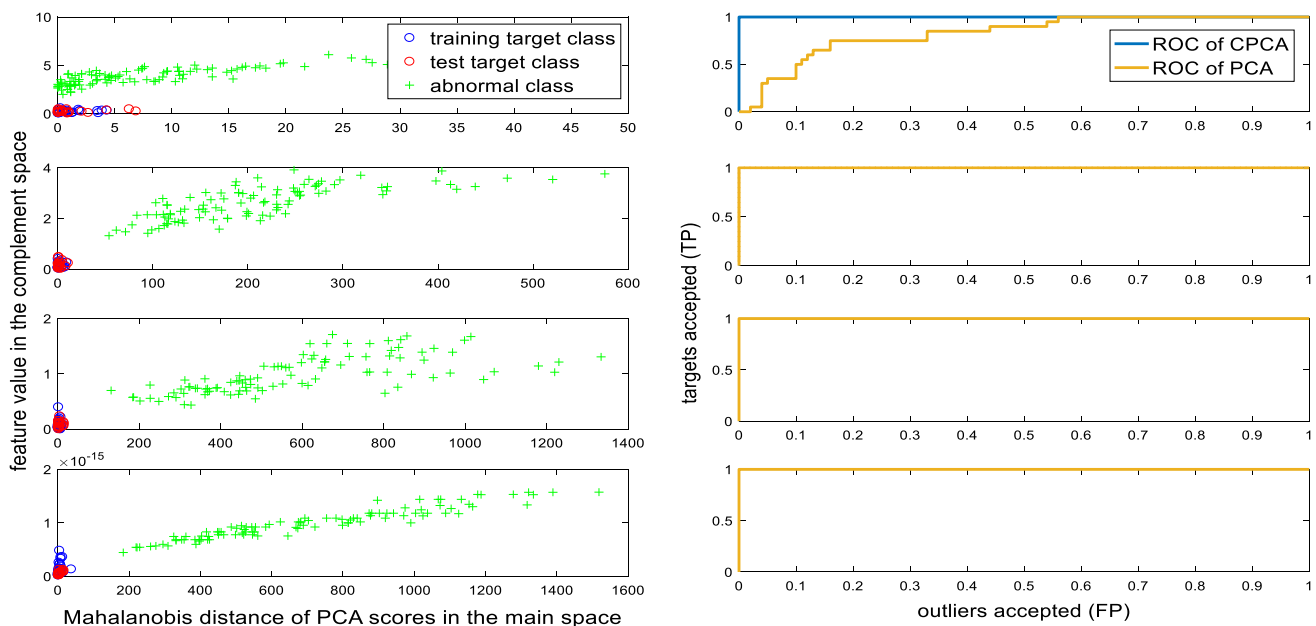 feature value in the complement space
10
5
0
0 5 10 15 20 25 30 35 40 45 50
training target class
test target class
abnormal class
4
2
0
0 100 200 300 400 500 600
2
1
0
0 200 400 600 800 1000 1200 1400
×10-15
2
1
0
0 200 400 600 800 1000 1200 1400 1600
Mahalanobis distance of PCA scores in the main space
targets accepted (TP)
1
0.5
0
0 0.1 0.2 0.3 0.4 0.5 0.6 0.7 0.8 0.9 1
ROC of CPCA
ROC of PCA
1
0.5
0
0 0.1 0.2 0.3 0.4 0.5 0.6 0.7 0.8 0.9 1
1
0.5
0
0 0.1 0.2 0.3 0.4 0.5 0.6 0.7 0.8 0.9 1
1
0.5
0
0 0.1 0.2 0.3 0.4 0.5 0.6 0.7 0.8 0.9 1
outliers accepted (FP)